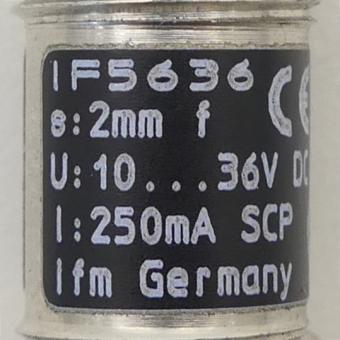 IF5636 CE
s:2mm f
U:10...36V DC
I:250mA SCP
ifm Germany